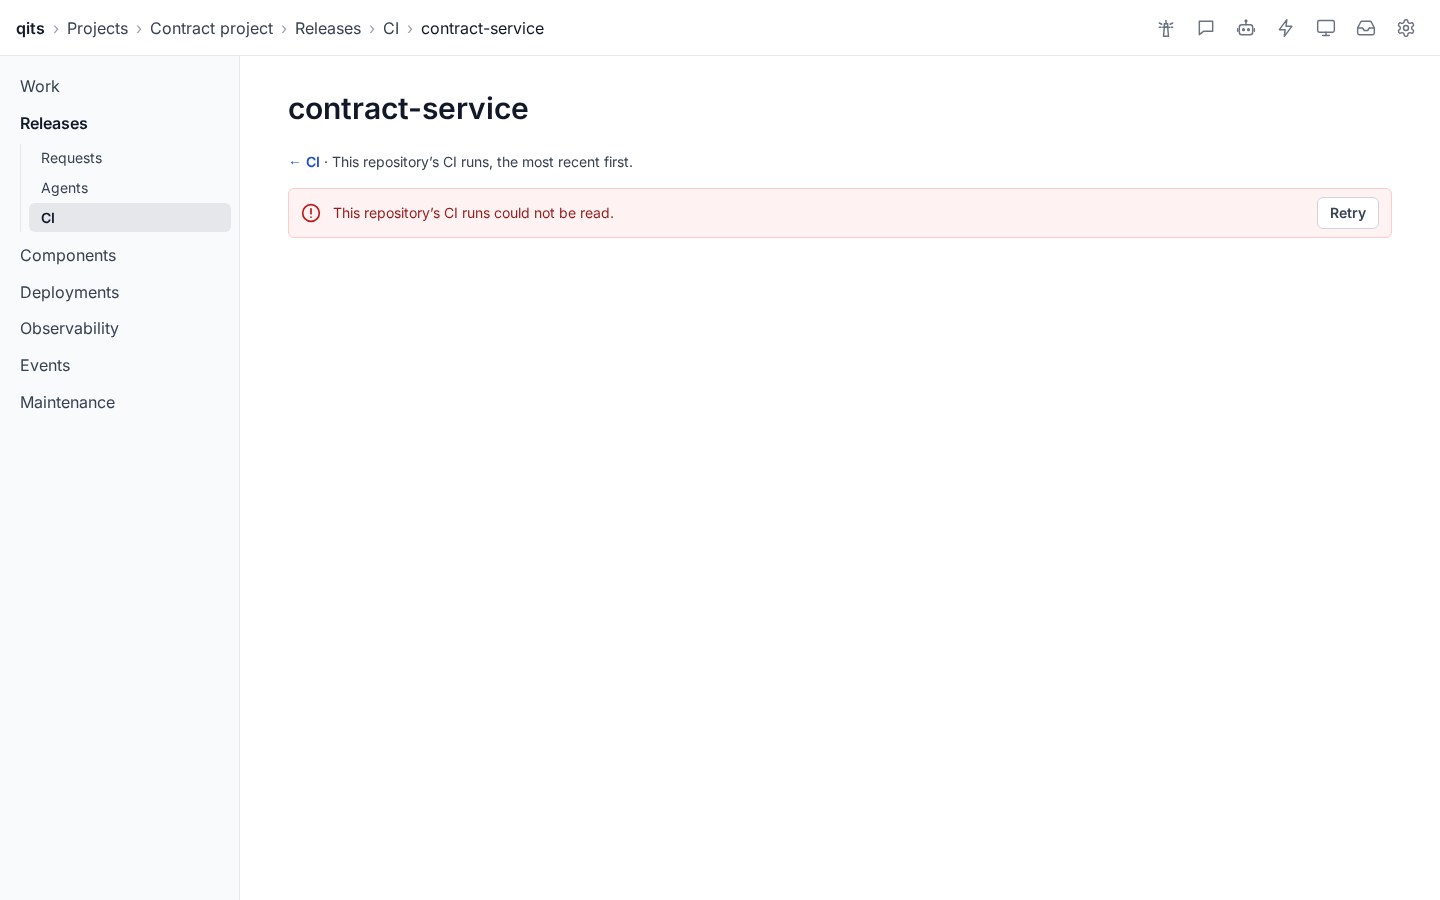 qits › Projects › Contract project › Releases › CI › contract-service
Work
Releases
Requests
Agents
CI
Components
Deployments
Observability
Events
Maintenance
contract-service
← CI · This repository’s CI runs, the most recent first.
This repository’s CI runs could not be read.
Retry